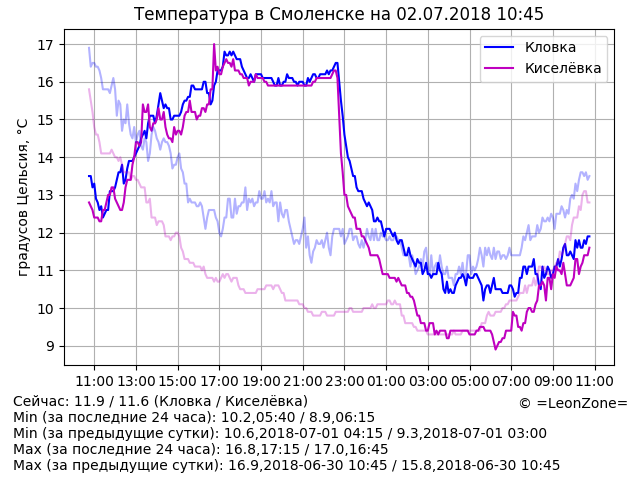 Температура в Смоленске на 02.07.2018 10:45
Кловка
Киселёвка
градусов Цельсия, °C
17
16
15
14
13
12
11
10
9
11:00 13:00 15:00 17:00 19:00 21:00 23:00 01:00 03:00 05:00 07:00 09:00 11:00
© =LeonZone=
Сейчас: 11.9 / 11.6 (Кловка / Киселёвка)
Min (за последние 24 часа): 10.2,05:40 / 8.9,06:15
Min (за предыдущие сутки): 10.6,2018-07-01 04:15 / 9.3,2018-07-01 03:00
Max (за последние 24 часа): 16.8,17:15 / 17.0,16:45
Max (за предыдущие сутки): 16.9,2018-06-30 10:45 / 15.8,2018-06-30 10:45